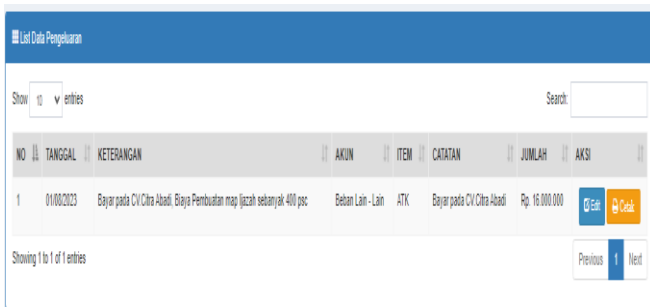 List Data Pengeluaran
Show 10 entries Search:
NO TANGGAL KETERANGAN AKUN ITEM CATATAN JUMLAH AKSI
1 01/08/2023 Bayar pada CV.Citra Abadi, Biaya Pembuatan map Ijazah sebanyak 400 psc Beban Lain - Lain ATK Bayar pada CV.Citra Abadi Rp. 16.000.000 Edit Cetak
Showing 1 to 1 of 1 entries Previous 1 Next